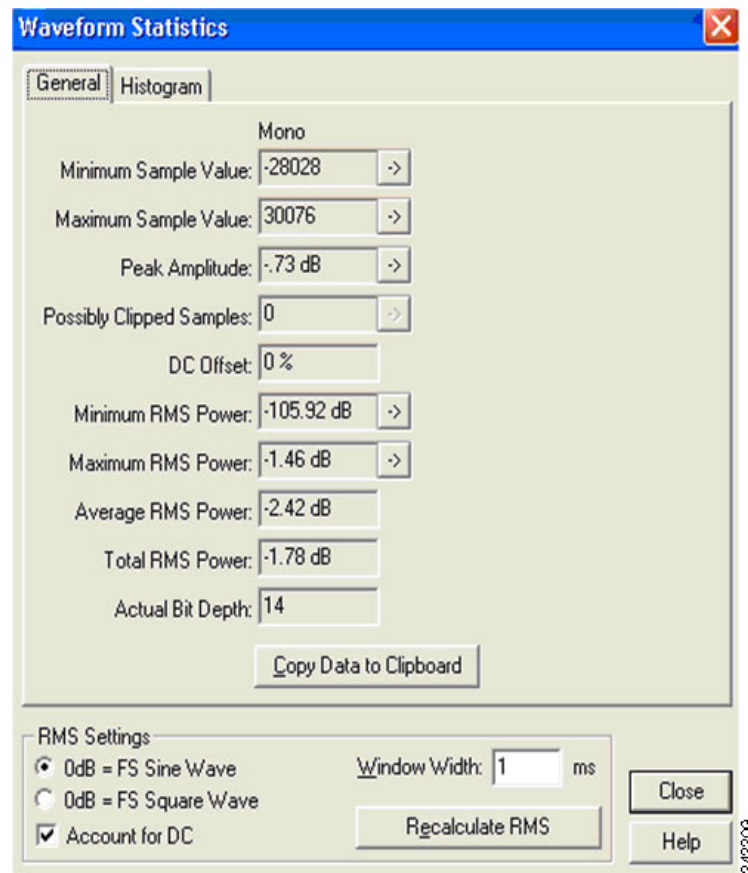 Waveform Statistics
General Histogram
Mono
Minimum Sample Value: -28028 ->
Maximum Sample Value: 30076 ->
Peak Amplitude: -.73 dB ->
Possibly Clipped Samples: 0 ->
DC Offset: 0 %
Minimum RMS Power: -105.92 dB ->
Maximum RMS Power: -1.46 dB ->
Average RMS Power: -2.42 dB
Total RMS Power: -1.78 dB
Actual Bit Depth: 14
Copy Data to Clipboard
RMS Settings
0dB = FS Sine Wave
0dB = FS Square Wave
Account for DC
Window Width: 1 ms
Recalculate RMS
Close
Help